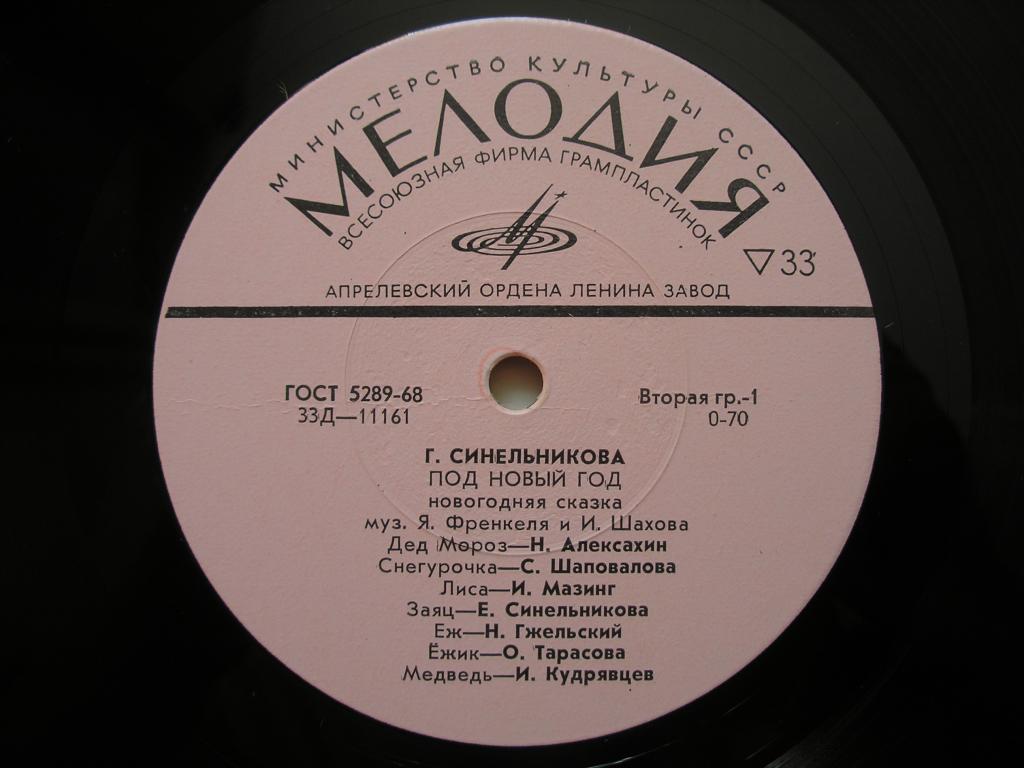 МИНИСТЕРСТВО КУЛЬТУРЫ СССР
МЕЛОДИЯ
ВСЕСОЮЗНАЯ ФИРМА ГРАМПЛАСТИНОК
▽33
АПРЕЛЕВСКИЙ ОРДЕНА ЛЕНИНА ЗАВОД
ГОСТ 5289-68
33Д—11161
Вторая гр.-1
0-70
Г. СИНЕЛЬНИКОВА
ПОД НОВЫЙ ГОД
новогодняя сказка
муз. Я. Френкеля и И. Шахова
Дед Мороз—Н. Алексахин
Снегурочка—С. Шаповалова
Лиса—И. Мазинг
Заяц—Е. Синельникова
Еж—Н. Гжельский
Ёжик—О. Тарасова
Медведь—И. Кудрявцев